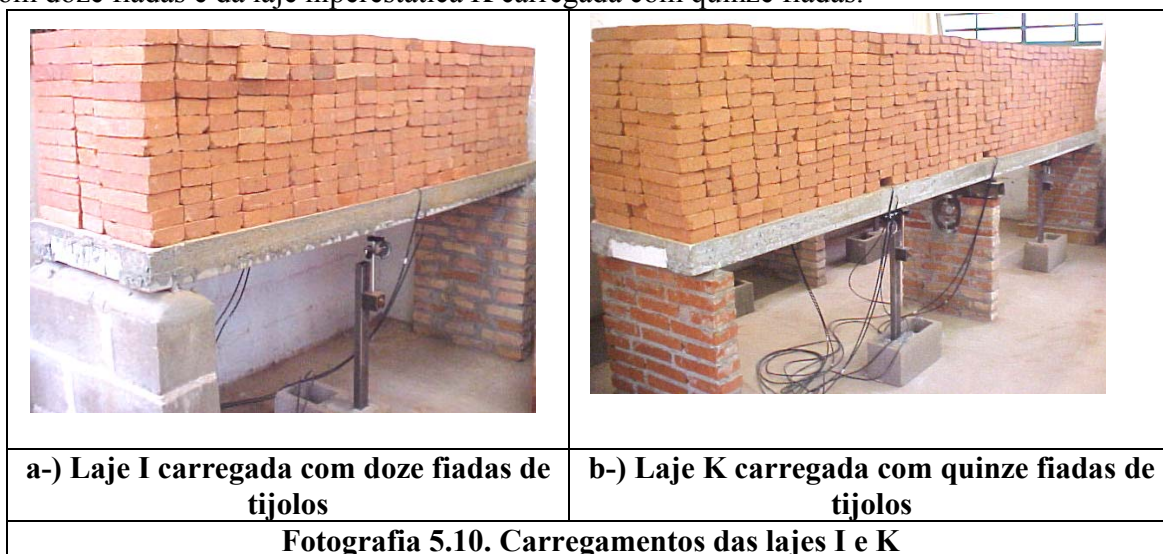 com doze fiadas e da laje hiperestática K carregada com quinze fiadas.
a-) Laje I carregada com doze fiadas de
tijolos
b-) Laje K carregada com quinze fiadas de
tijolos
Fotografia 5.10. Carregamentos das lajes I e K